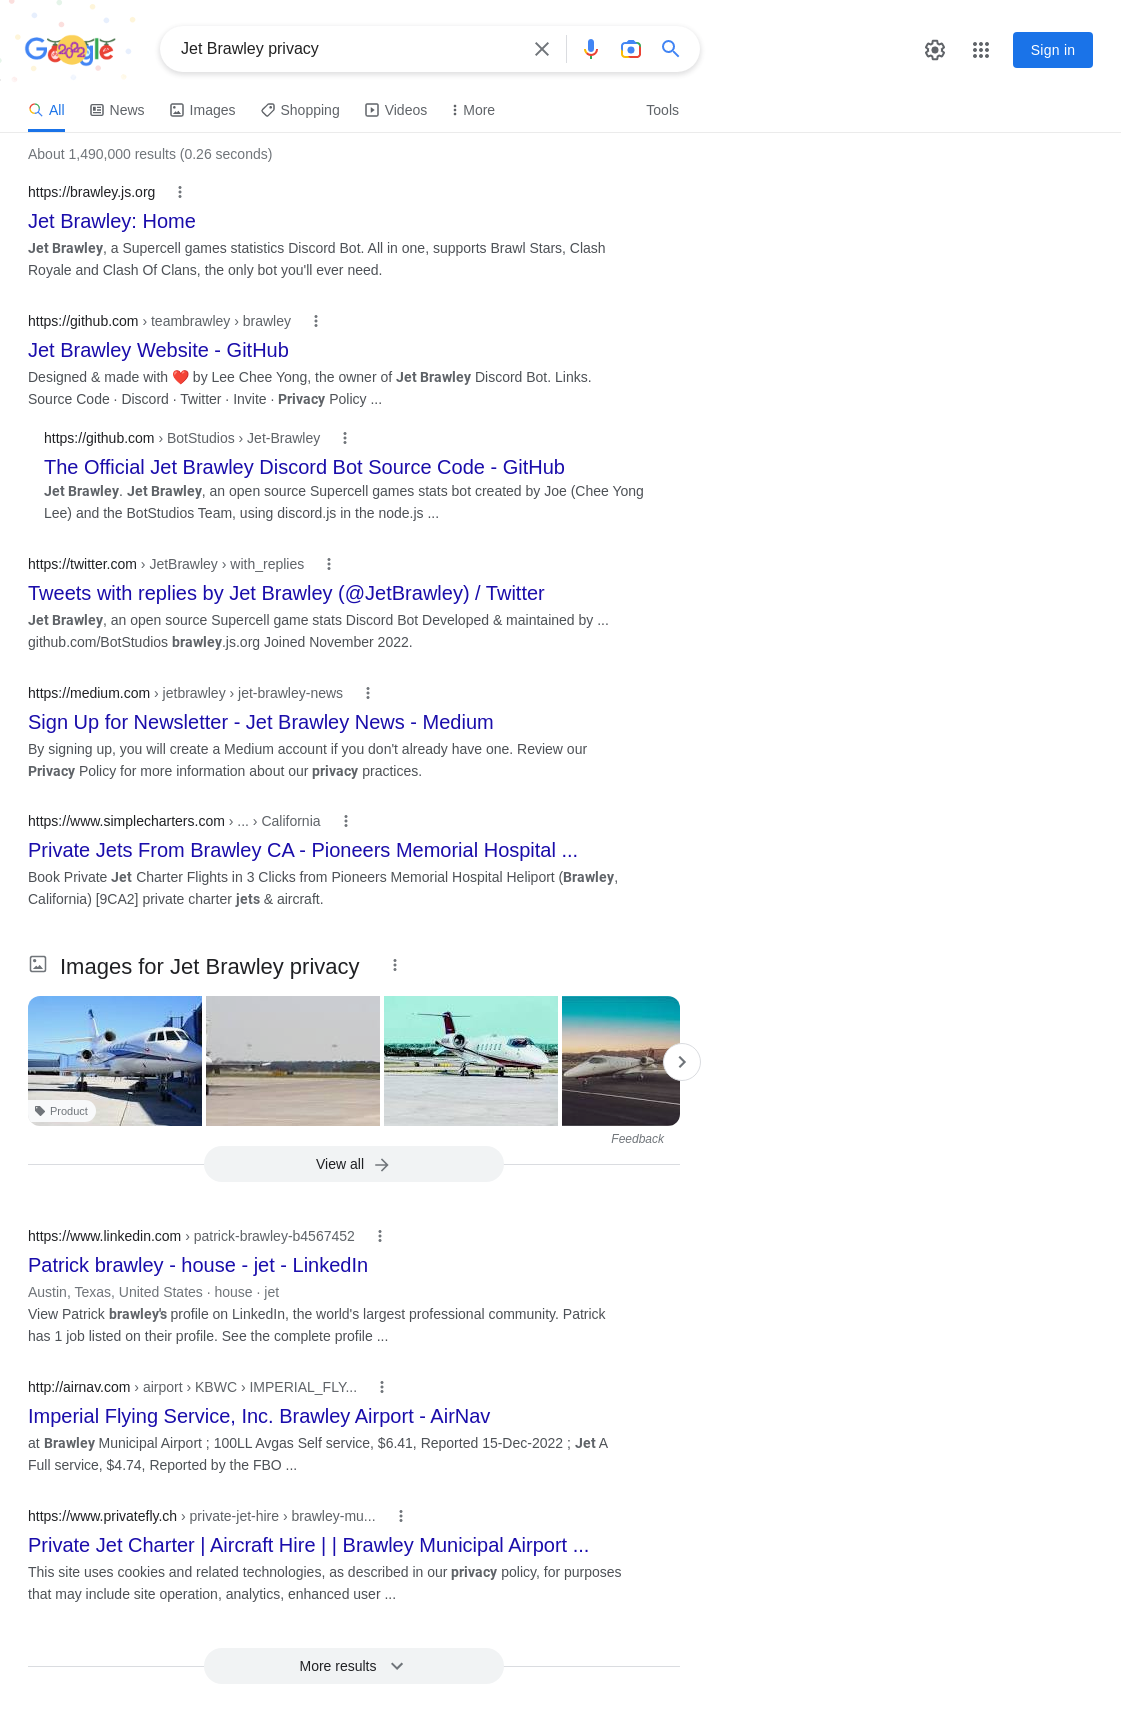 Google
Jet Brawley privacy
Sign in
All
News
Images
Shopping
Videos
More
Tools
About 1,490,000 results (0.26 seconds)
https://brawley.js.org
Jet Brawley: Home
Jet Brawley, a Supercell games statistics Discord Bot. All in one, supports Brawl Stars, Clash
Royale and Clash Of Clans, the only bot you'll ever need.
https://github.com › teambrawley › brawley
Jet Brawley Website - GitHub
Designed & made with ❤️ by Lee Chee Yong, the owner of Jet Brawley Discord Bot. Links.
Source Code · Discord · Twitter · Invite · Privacy Policy ...
https://github.com › BotStudios › Jet-Brawley
The Official Jet Brawley Discord Bot Source Code - GitHub
Jet Brawley. Jet Brawley, an open source Supercell games stats bot created by Joe (Chee Yong
Lee) and the BotStudios Team, using discord.js in the node.js ...
https://twitter.com › JetBrawley › with_replies
Tweets with replies by Jet Brawley (@JetBrawley) / Twitter
Jet Brawley, an open source Supercell game stats Discord Bot Developed & maintained by ...
github.com/BotStudios brawley.js.org Joined November 2022.
https://medium.com › jetbrawley › jet-brawley-news
Sign Up for Newsletter - Jet Brawley News - Medium
By signing up, you will create a Medium account if you don't already have one. Review our
Privacy Policy for more information about our privacy practices.
https://www.simplecharters.com › ... › California
Private Jets From Brawley CA - Pioneers Memorial Hospital ...
Book Private Jet Charter Flights in 3 Clicks from Pioneers Memorial Hospital Heliport (Brawley,
California) [9CA2] private charter jets & aircraft.
Images for Jet Brawley privacy
Product
Feedback
View all
https://www.linkedin.com › patrick-brawley-b4567452
Patrick brawley - house - jet - LinkedIn
Austin, Texas, United States · house · jet
View Patrick brawley's profile on LinkedIn, the world's largest professional community. Patrick
has 1 job listed on their profile. See the complete profile ...
http://airnav.com › airport › KBWC › IMPERIAL_FLY...
Imperial Flying Service, Inc. Brawley Airport - AirNav
at Brawley Municipal Airport ; 100LL Avgas Self service, $6.41, Reported 15-Dec-2022 ; Jet A
Full service, $4.74, Reported by the FBO ...
https://www.privatefly.ch › private-jet-hire › brawley-mu...
Private Jet Charter | Aircraft Hire | | Brawley Municipal Airport ...
This site uses cookies and related technologies, as described in our privacy policy, for purposes
that may include site operation, analytics, enhanced user ...
More results